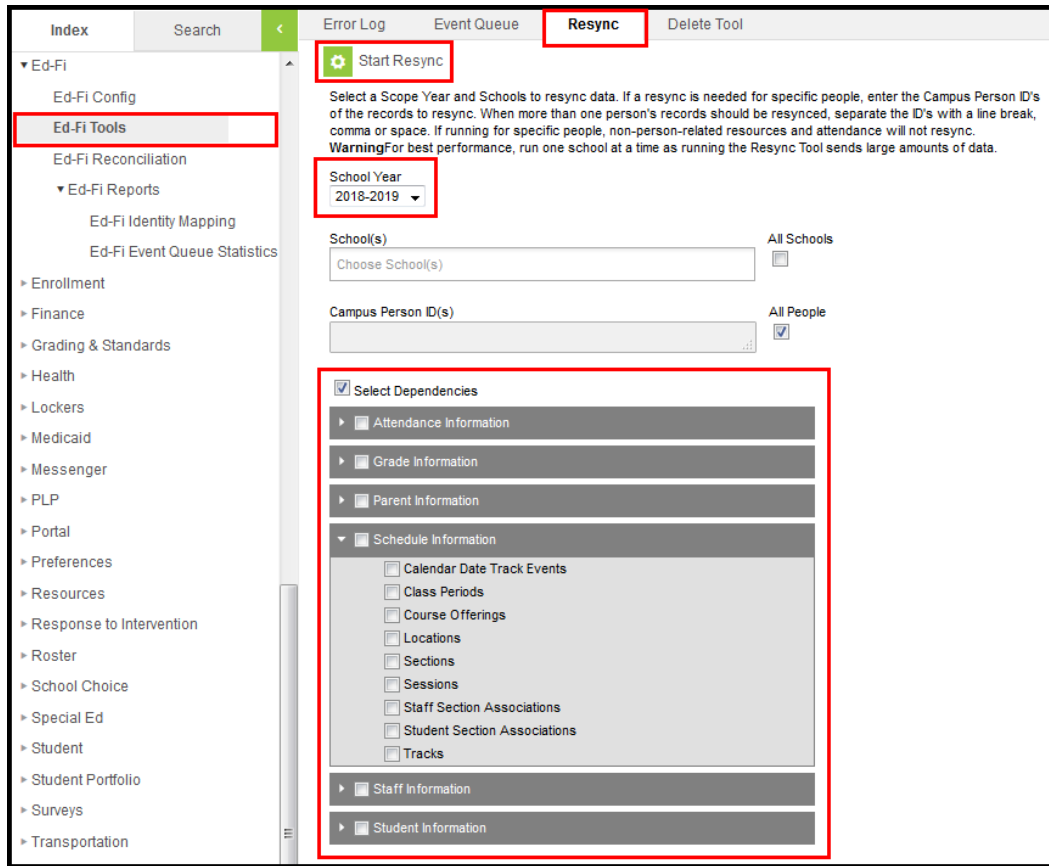 Index
Search
Ed-Fi
Ed-Fi Config
Ed-Fi Tools
Ed-Fi Reconciliation
Ed-Fi Reports
Ed-Fi Identity Mapping
Ed-Fi Event Queue Statistics
Enrollment
Finance
Grading & Standards
Health
Lockers
Medicaid
Messenger
PLP
Portal
Preferences
Resources
Response to Intervention
Roster
School Choice
Special Ed
Student
Student Portfolio
Surveys
Transportation
Error Log
Event Queue
Resync
Delete Tool
Start Resync
Select a Scope Year and Schools to resync data. If a resync is needed for specific people, enter the Campus Person ID's
of the records to resync. When more than one person's records should be resynced, separate the ID's with a line break,
comma or space. If running for specific people, non-person-related resources and attendance will not resync.
WarningFor best performance, run one school at a time as running the Resync Tool sends large amounts of data.
School Year
2018-2019
School(s)
All Schools
Choose School(s)
Campus Person ID(s)
All People
Select Dependencies
Attendance Information
Grade Information
Parent Information
Schedule Information
Calendar Date Track Events
Class Periods
Course Offerings
Locations
Sections
Sessions
Staff Section Associations
Student Section Associations
Tracks
Staff Information
Student Information